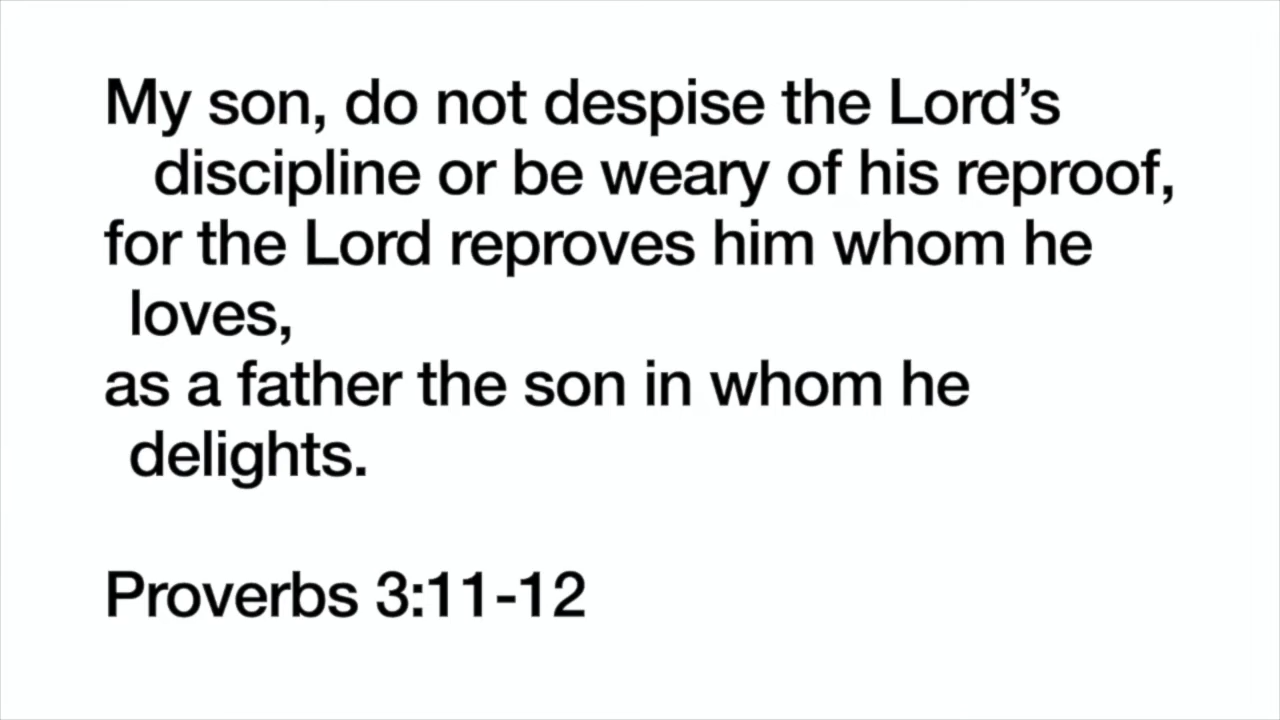 My son, do not despise the Lord’s
discipline or be weary of his reproof,
for the Lord reproves him whom he
loves,
as a father the son in whom he
delights.
Proverbs 3:11-12